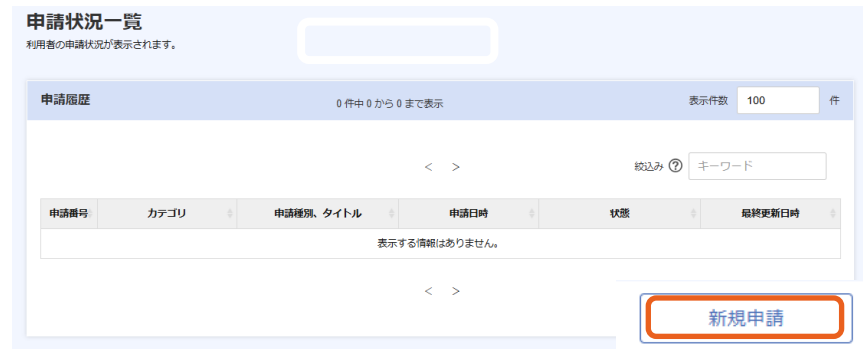 申請状況一覧
利用者の申請状況が表示されます。
申請履歴 0 件中 0 から 0 まで表示 表示件数 100 件
< > 絞込み ? キーワード
申請番号 カテゴリ 申請種別、タイトル 申請日時 状態 最終更新日時
表示する情報はありません。
< >
新規申請